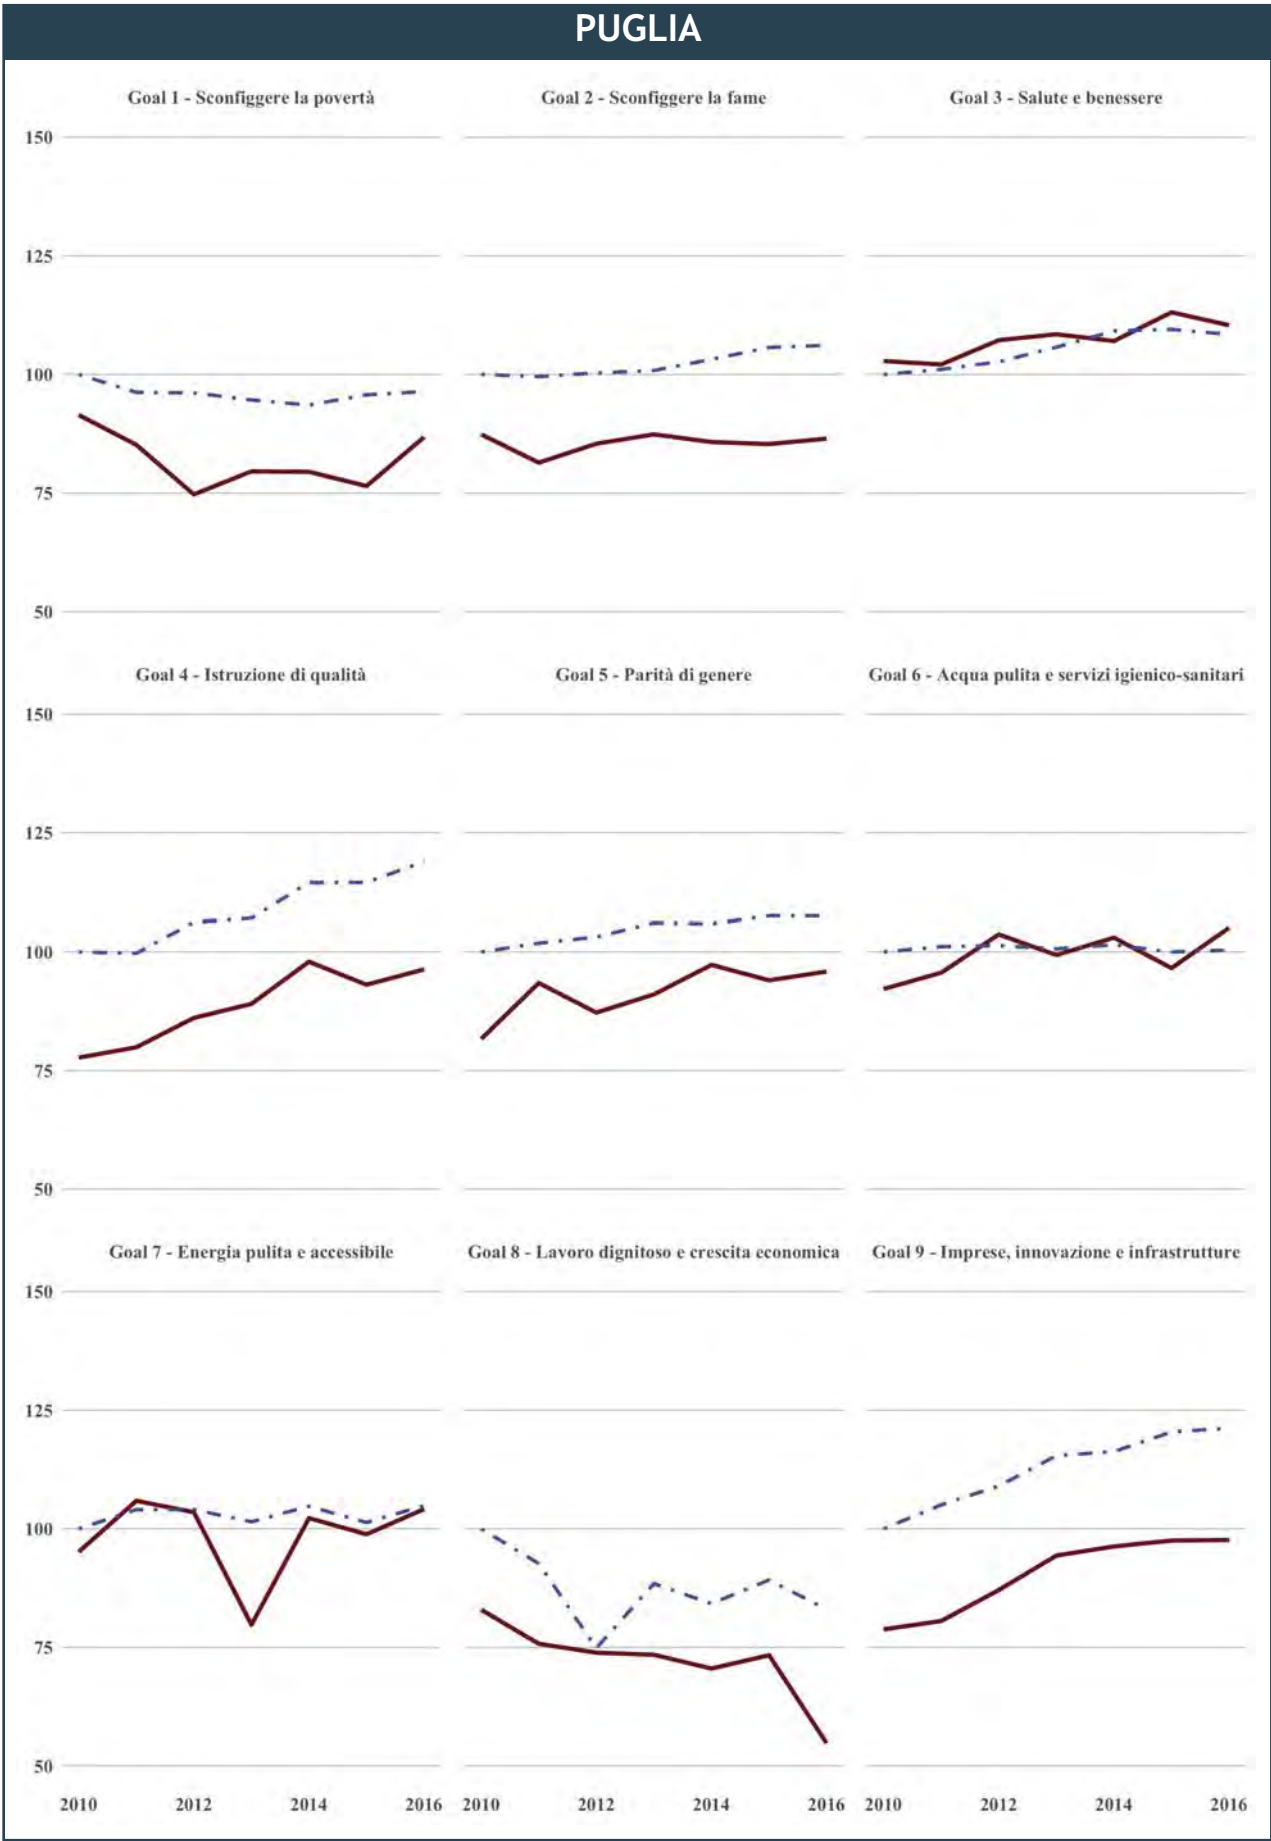 PUGLIA
Goal 1 - Sconfiggere la povertà
Goal 2 - Sconfiggere la fame
Goal 3 - Salute e benessere
150
125
100
75
50
Goal 4 - Istruzione di qualità
Goal 5 - Parità di genere
Goal 6 - Acqua pulita e servizi igienico-sanitari
150
125
100
75
50
Goal 7 - Energia pulita e accessibile
Goal 8 - Lavoro dignitoso e crescita economica
Goal 9 - Imprese, innovazione e infrastrutture
150
125
100
75
50
2010 2012 2014 2016
2010 2012 2014 2016
2010 2012 2014 2016